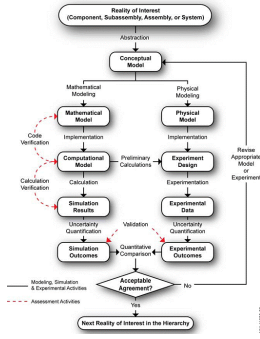 Reality of Interest
(Component, Subassembly, Assembly, or System)
Abstraction
Conceptual
Model
Mathematical
Modeling
Physical
Modeling
Mathematical
Model
Physical
Model
Code
Verification
Implementation
Implementation
Revise
Appropriate
Model
or
Experiment
Computational
Model
Preliminary
Calculations
Experiment
Design
Calculation
Verification
Calculation
Experimentation
Simulation
Results
Experimental
Data
Uncertainty
Quantification
Validation
Uncertainty
Quantification
Simulation
Outcomes
Quantitative
Comparison
Experimental
Outcomes
Modeling, Simulation
& Experimental Activities
Assessment Activities
Acceptable
Agreement?
No
Yes
Next Reality of Interest in the Hierarchy